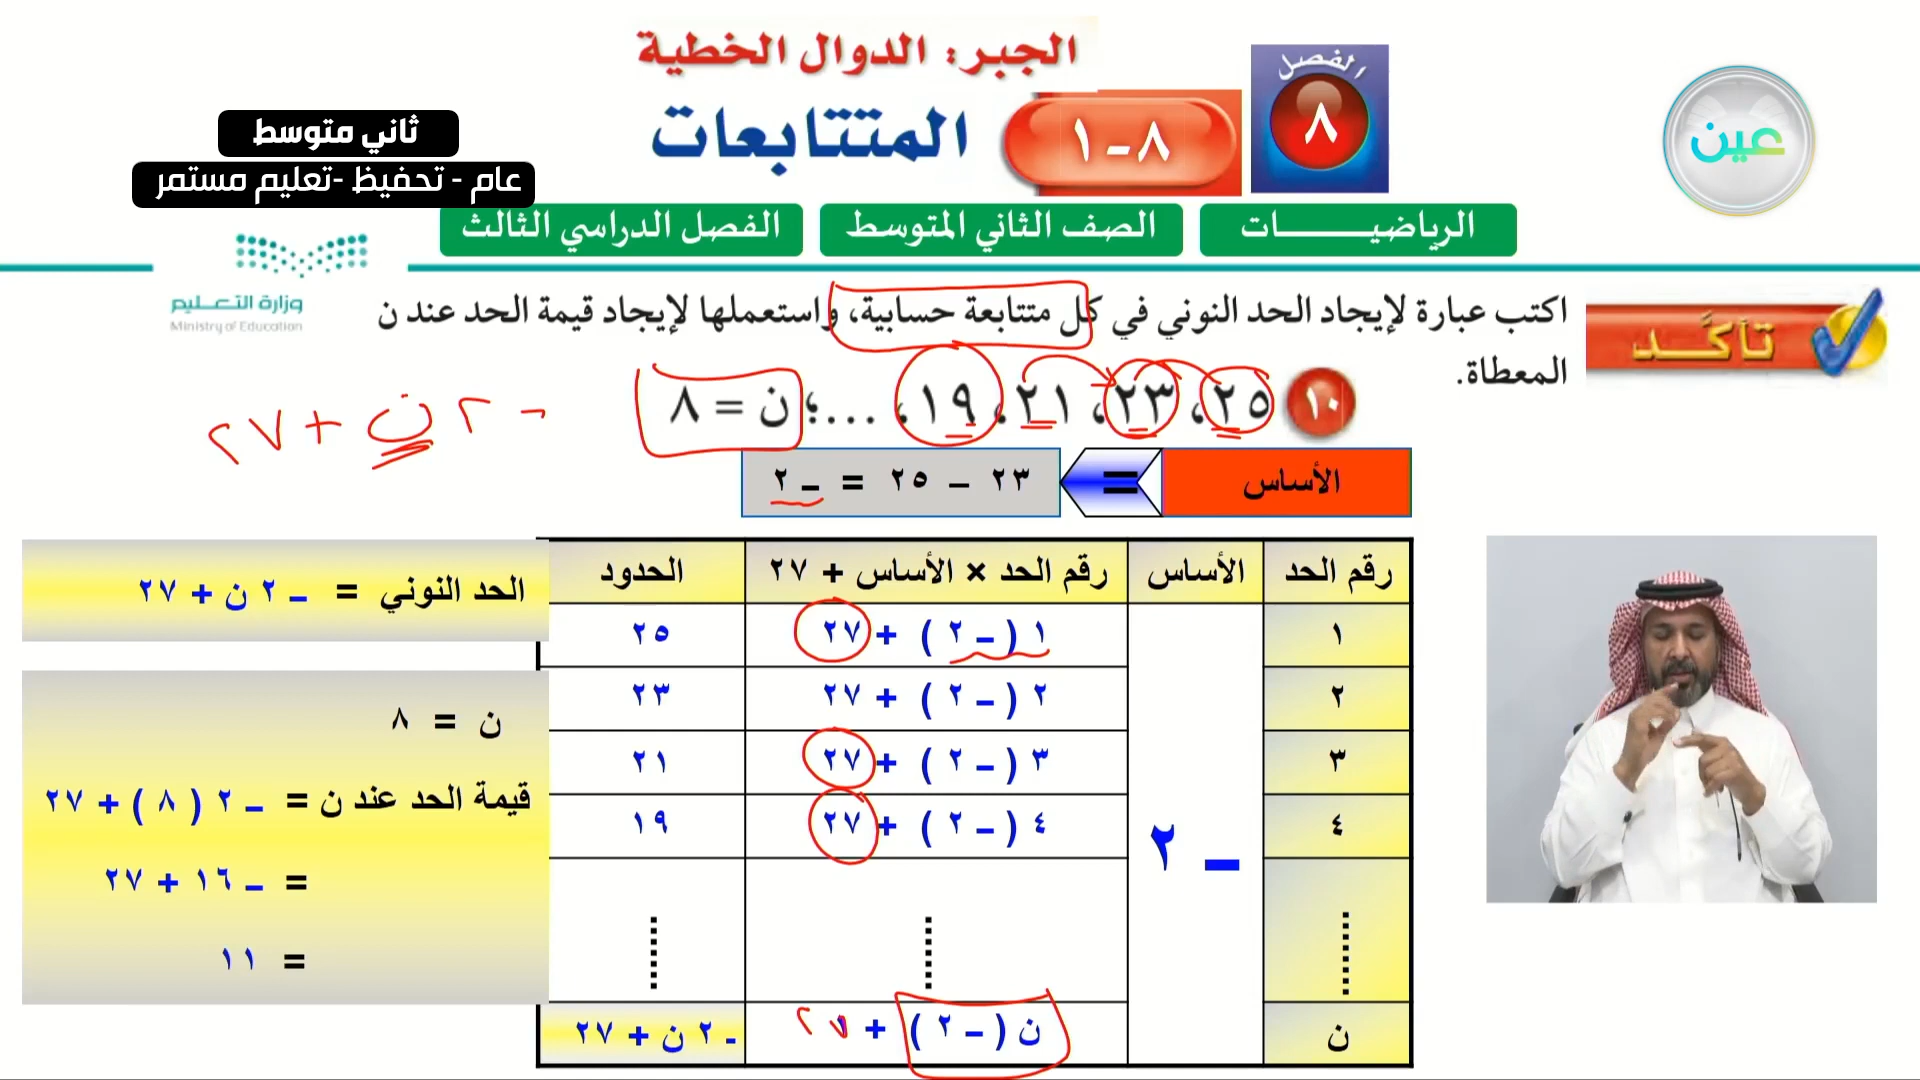 الجبر: الدوال الخطية
الفصل
٨
٨-١
المتتابعات
عين
ثاني متوسط
عام - تحفيظ -تعليم مستمر
الرياضيـــــــات
الصف الثاني المتوسط
الفصل الدراسي الثالث
وزارة التعـــليم
Ministry of Education
تأكــد
اكتب عبارة لإيجاد الحد النوني في كل متتابعة حسابية، واستعملها لإيجاد قيمة الحد عند ن
المعطاة.
١٠ ٢٥، ٢٣، ٢١، ١٩، ...؛ ن = ٨
- ٢ ن + ٢٧
الأساس = ٢٣ – ٢٥ = – ٢
رقم الحد الأساس رقم الحد × الأساس + ٢٧ الحدود
١ ١ ( – ٢ ) + ٢٧ ٢٥
٢ ٢ ( – ٢ ) + ٢٧ ٢٣
٣ ٣ ( – ٢ ) + ٢٧ ٢١
٤ ٤ ( – ٢ ) + ٢٧ ١٩
– ٢
ن ن ( – ٢ ) + ٢٧ - ٢ ن + ٢٧
الحد النوني = – ٢ ن + ٢٧
ن = ٨
قيمة الحد عند ن = – ٢ ( ٨ ) + ٢٧
= – ١٦ + ٢٧
= ١١